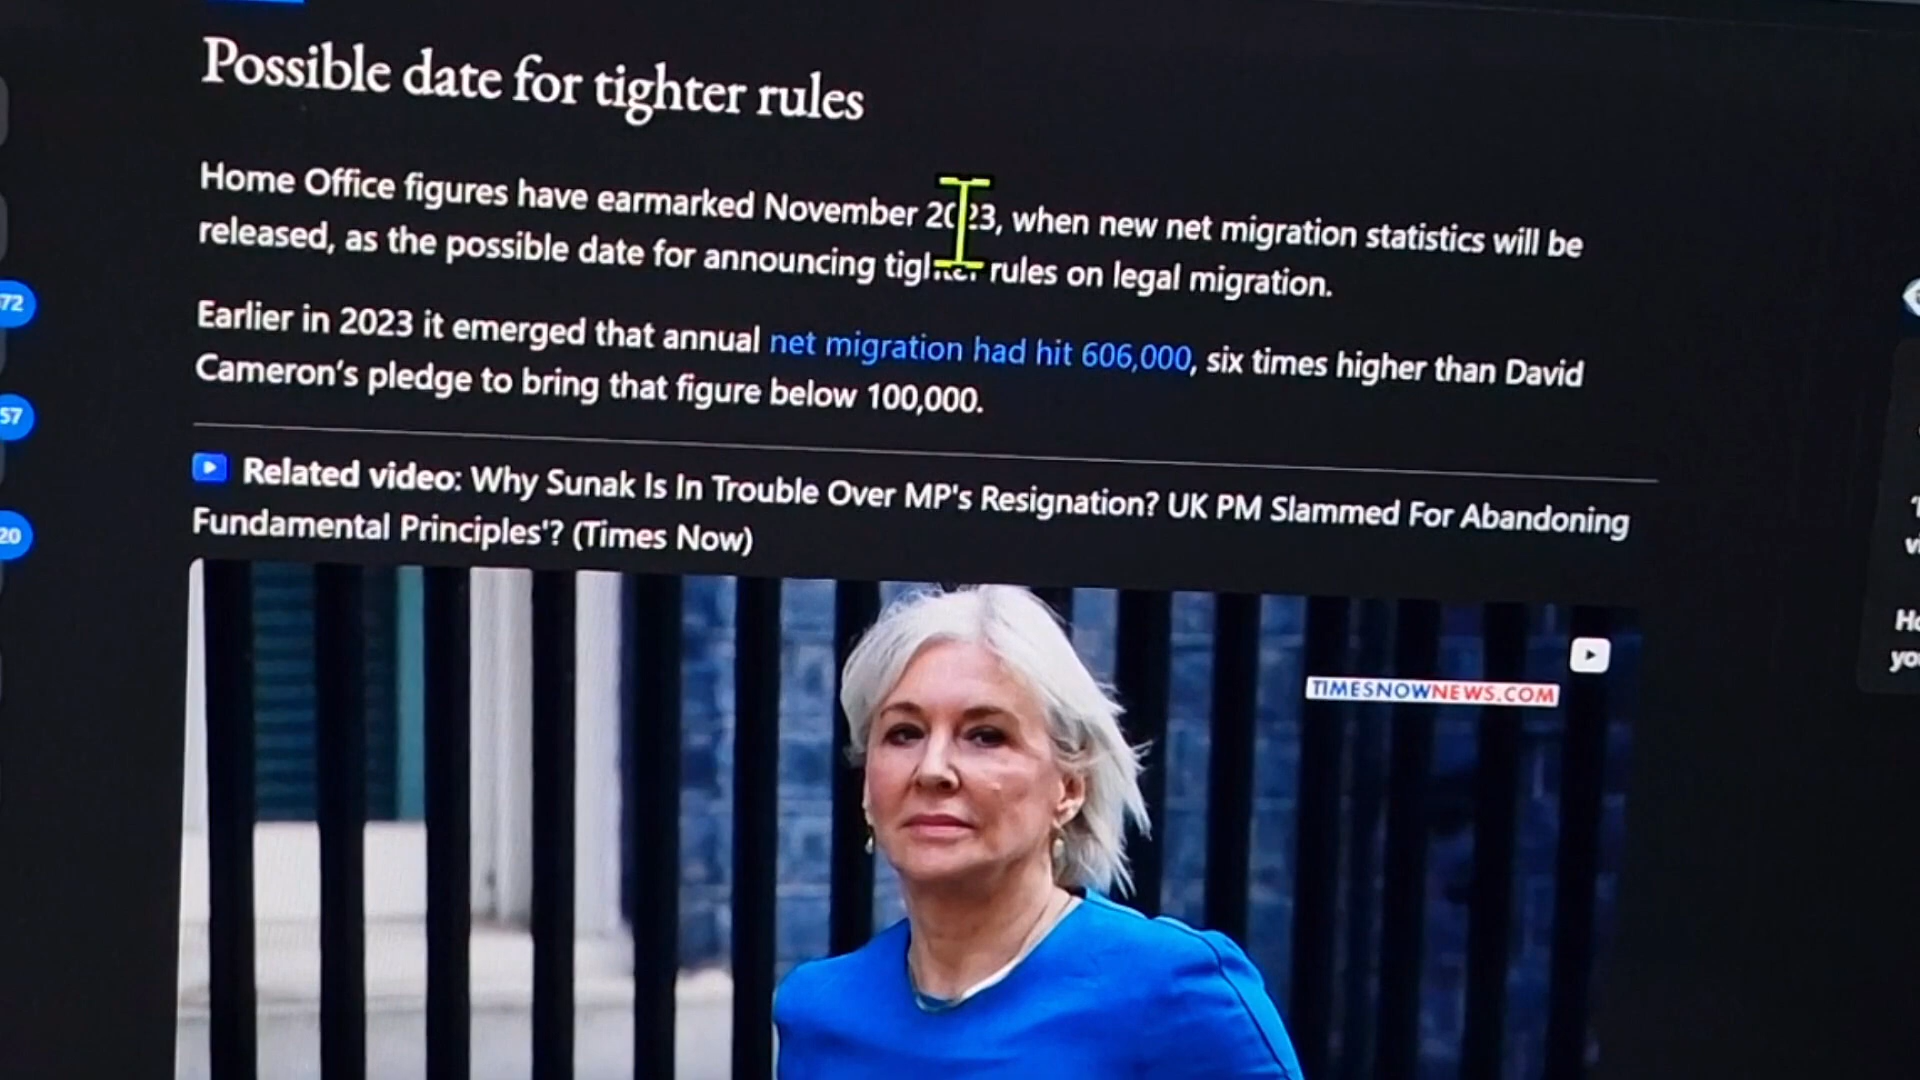 Possible date for tighter rules
Home Office figures have earmarked November 2023, when new net migration statistics will be
released, as the possible date for announcing tighter rules on legal migration.
Earlier in 2023 it emerged that annual net migration had hit 606,000, six times higher than David
Cameron’s pledge to bring that figure below 100,000.
Related video: Why Sunak Is In Trouble Over MP's Resignation? UK PM Slammed For Abandoning
Fundamental Principles'? (Times Now)
TIMESNOWNEWS.COM
72
57
20